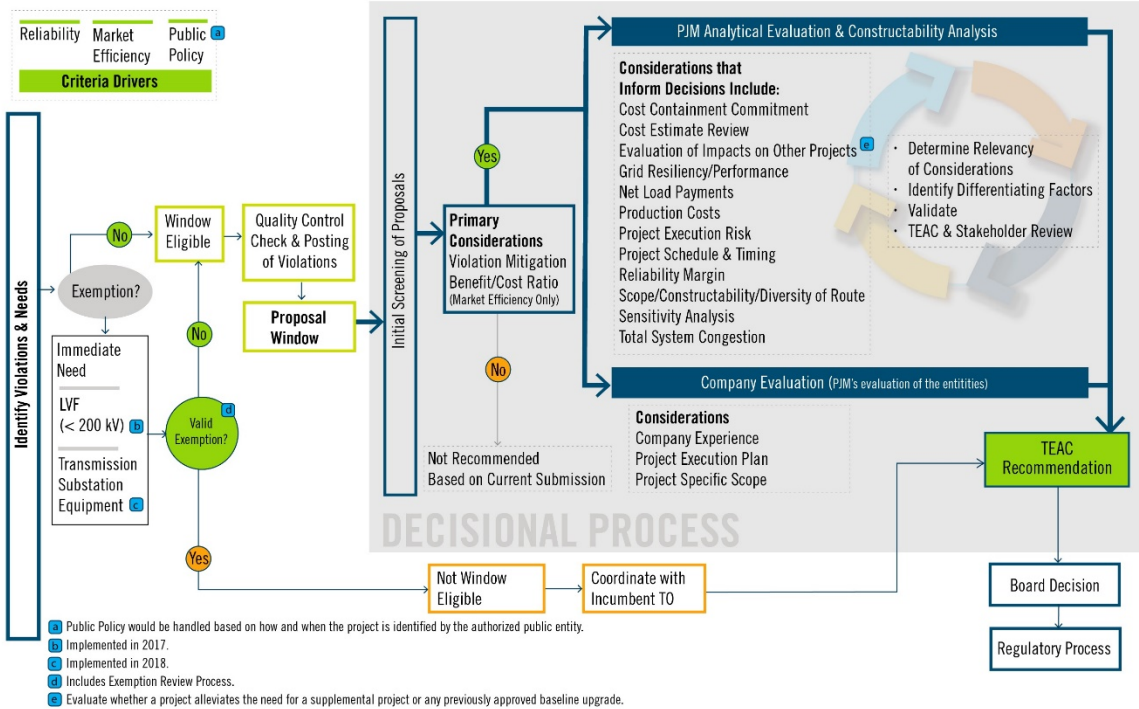 Reliability
Market
Efficiency
Public
Policy
a
Criteria Drivers
Identify Violations & Needs
Exemption?
No
Window
Eligible
Quality Control
Check & Posting
of Violations
Proposal
Window
Immediate
Need
LVF
(< 200 kV) b
Transmission
Substation
Equipment c
No
Valid
Exemption?
d
Yes
Not Window
Eligible
Coordinate with
Incumbent TO
Initial Screening of Proposals
Primary
Considerations
Violation Mitigation
Benefit/Cost Ratio
(Market Efficiency Only)
Yes
No
Not Recommended
Based on Current Submission
PJM Analytical Evaluation & Constructability Analysis
Considerations that
Inform Decisions Include:
Cost Containment Commitment
Cost Estimate Review
Evaluation of Impacts on Other Projects e
Grid Resiliency/Performance
Net Load Payments
Production Costs
Project Execution Risk
Project Schedule & Timing
Reliability Margin
Scope/Constructability/Diversity of Route
Sensitivity Analysis
Total System Congestion
• Determine Relevancy
of Considerations
• Identify Differentiating Factors
• Validate
• TEAC & Stakeholder Review
Company Evaluation (PJM's evaluation of the entities)
Considerations
Company Experience
Project Execution Plan
Project Specific Scope
DECISIONAL PROCESS
TEAC
Recommendation
Board Decision
Regulatory Process
a Public Policy would be handled based on how and when the project is identified by the authorized public entity.
b Implemented in 2017.
c Implemented in 2018.
d Includes Exemption Review Process.
e Evaluate whether a project alleviates the need for a supplemental project or any previously approved baseline upgrade.